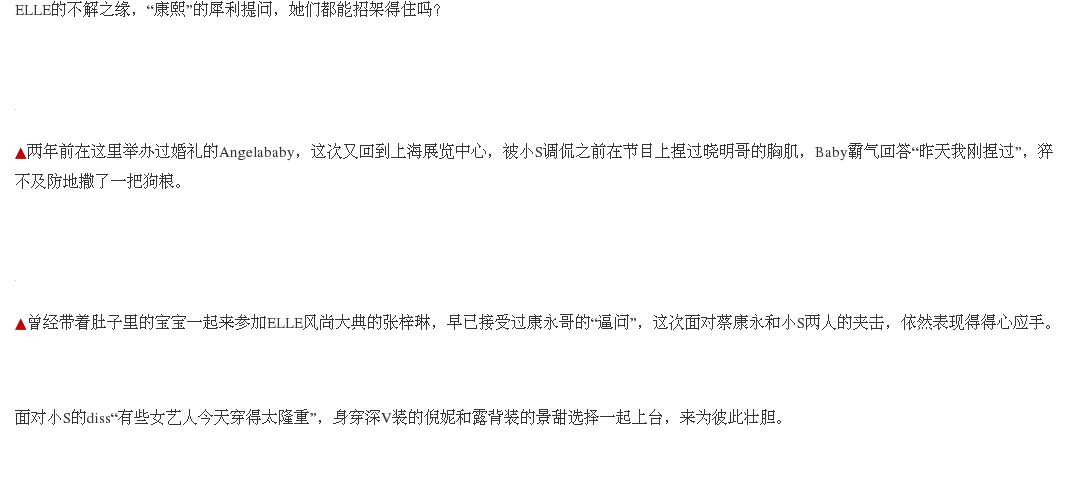 ELLE的不解之缘，“康熙”的犀利提问，她们都能招架得住吗？
▲两年前在这里举办过婚礼的Angelababy，这次又回到上海展览中心，被小S调侃之前在节目上捏过晓明哥的胸肌，Baby霸气回答“昨天我刚捏过”，猝
不及防地撒了一把狗粮。
▲曾经带着肚子里的宝宝一起来参加ELLE风尚大典的张梓琳，早已接受过康永哥的“逼问”，这次面对蔡康永和小S两人的夹击，依然表现得得心应手。
面对小S的diss“有些女艺人今天穿得太隆重”，身穿深V装的倪妮和露背装的景甜选择一起上台，来为彼此壮胆。